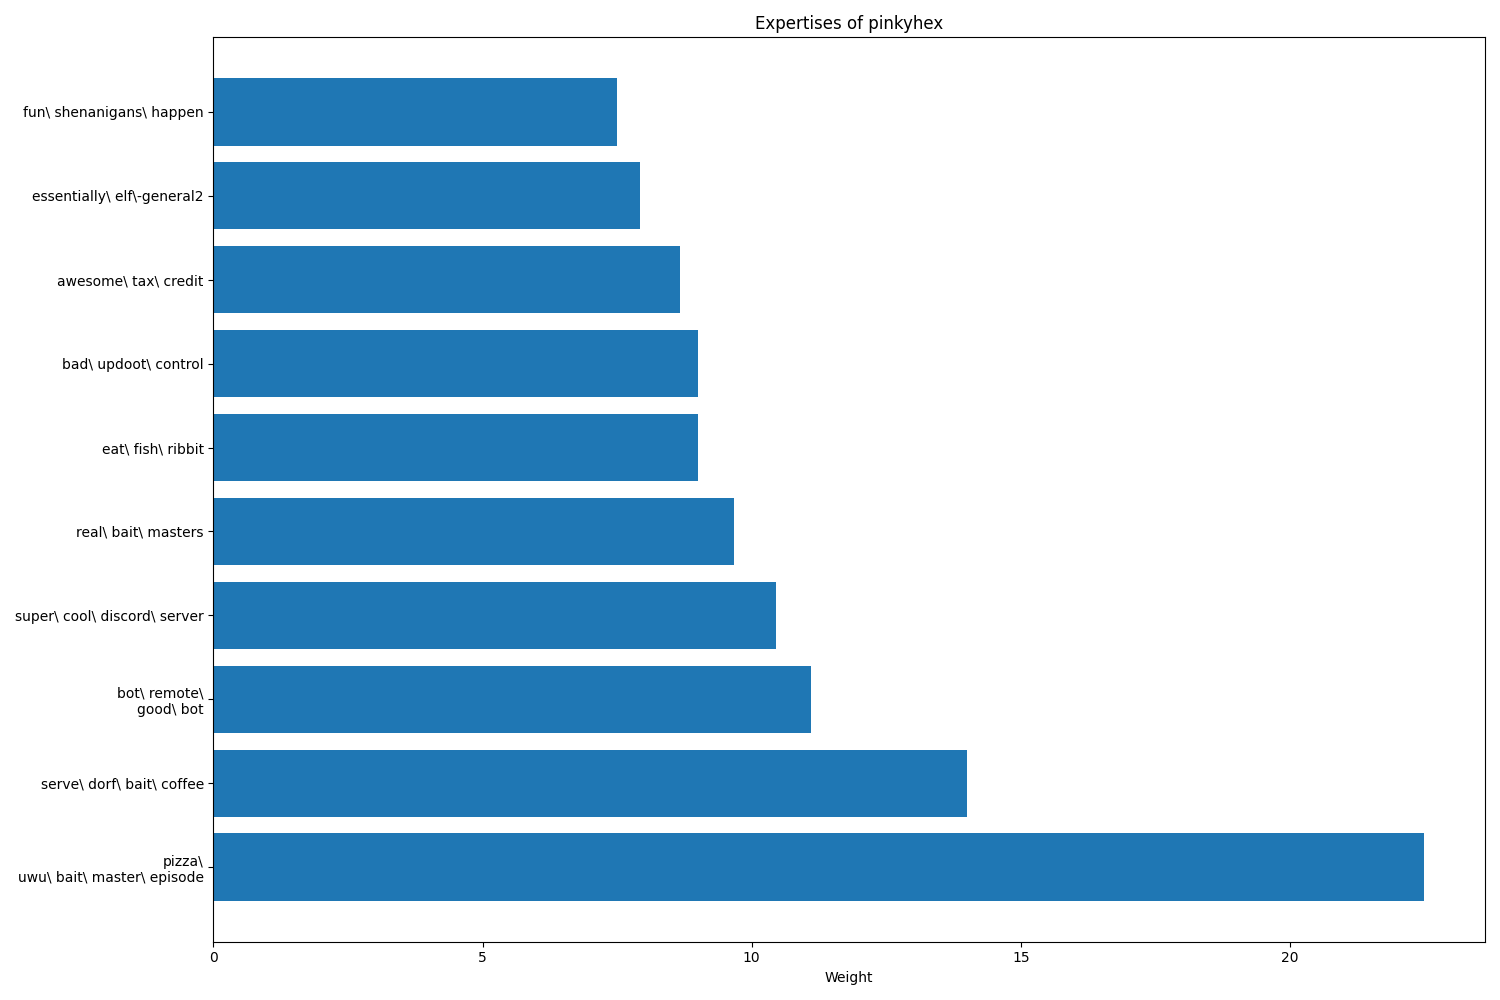 Expertises of pinkyhex
fun\ shenanigans\ happen
essentially\ elf\-general2
awesome\ tax\ credit
bad\ updoot\ control
eat\ fish\ ribbit
real\ bait\ masters
super\ cool\ discord\ server
bot\ remote\
good\ bot
serve\ dorf\ bait\ coffee
pizza\
uwu\ bait\ master\ episode
0 5 10 15 20
Weight